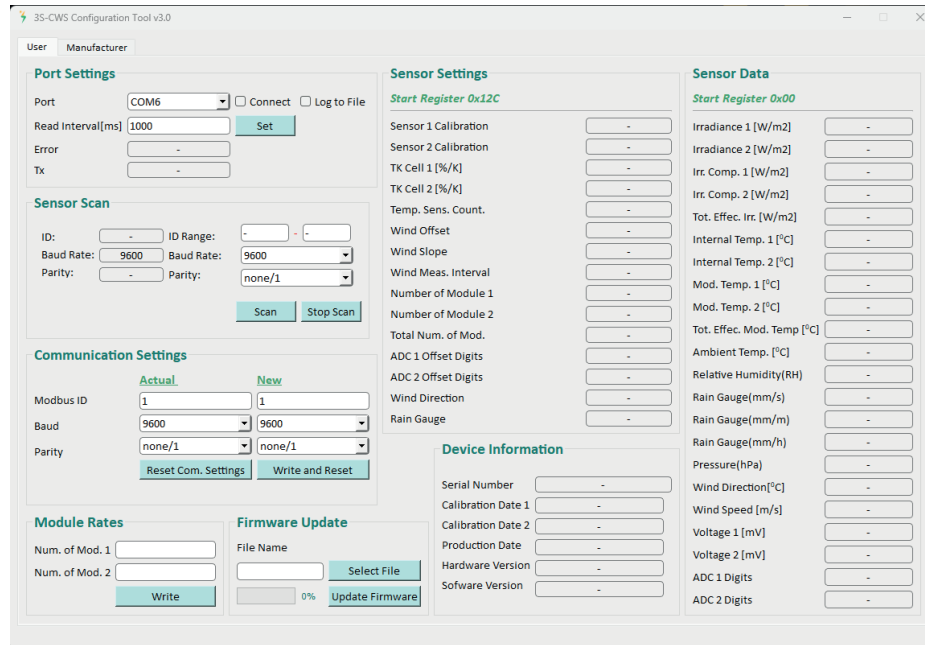 3S-CWS Configuration Tool v3.0
User Manufacturer
Port Settings
Port COM6 Connect Log to File
Read Interval[ms] 1000 Set
Error -
Tx -
Sensor Scan
ID: - ID Range: - - -
Baud Rate: 9600 Baud Rate: 9600
Parity: - Parity: none/1
Scan Stop Scan
Communication Settings
Actual New
Modbus ID 1 1
Baud 9600 9600
Parity none/1 none/1
Reset Com. Settings Write and Reset
Module Rates
Num. of Mod. 1
Num. of Mod. 2
Write
Firmware Update
File Name
Select File
0% Update Firmware
Sensor Settings
Start Register 0x12C
Sensor 1 Calibration -
Sensor 2 Calibration -
TK Cell 1 [%/K] -
TK Cell 2 [%/K] -
Temp. Sens. Count. -
Wind Offset -
Wind Slope -
Wind Meas. Interval -
Number of Module 1 -
Number of Module 2 -
Total Num. of Mod. -
ADC 1 Offset Digits -
ADC 2 Offset Digits -
Wind Direction -
Rain Gauge -
Device Information
Serial Number -
Calibration Date 1 -
Calibration Date 2 -
Production Date -
Hardware Version -
Sofware Version -
Sensor Data
Start Register 0x00
Irradiance 1 [W/m2] -
Irradiance 2 [W/m2] -
Irr. Comp. 1 [W/m2] -
Irr. Comp. 2 [W/m2] -
Tot. Effec. Irr. [W/m2] -
Internal Temp. 1 [⁰C] -
Internal Temp. 2 [⁰C] -
Mod. Temp. 1 [⁰C] -
Mod. Temp. 2 [⁰C] -
Tot. Effec. Mod. Temp [⁰C] -
Ambient Temp. [⁰C] -
Relative Humidity(RH) -
Rain Gauge(mm/s) -
Rain Gauge(mm/m) -
Rain Gauge(mm/h) -
Pressure(hPa) -
Wind Direction[⁰C] -
Wind Speed [m/s] -
Voltage 1 [mV] -
Voltage 2 [mV] -
ADC 1 Digits -
ADC 2 Digits -